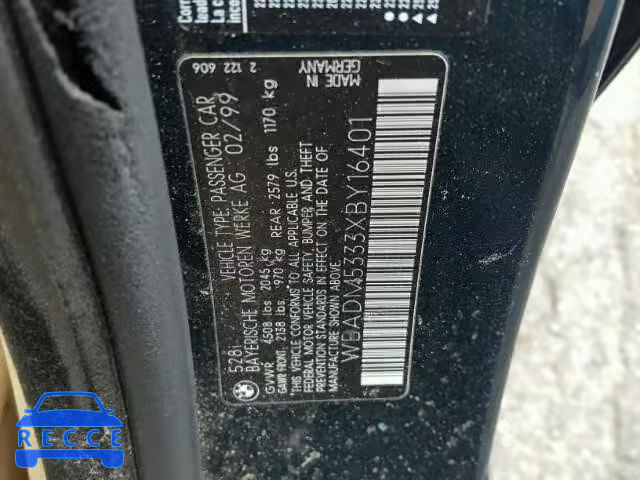 528i VEHICLE TYPE: PASSENGER CAR
BAYERISCHE MOTOREN WERKE AG 02/99
GVWR 4508 lbs 2045 kg
GAWR FRONT: 2138 lbs 970 kg REAR 2579 lbs 1170 kg
*THIS VEHICLE CONFORMS TO ALL APPLICABLE U.S.
FEDERAL MOTOR VEHICLE SAFETY, BUMPER AND THEFT
PREVENTION STANDARDS IN EFFECT ON THE DATE OF
MANUFACTURE SHOWN ABOVE.
WBADM5333XBY16401
2 122 606
MADE IN
GERMANY
RECCE